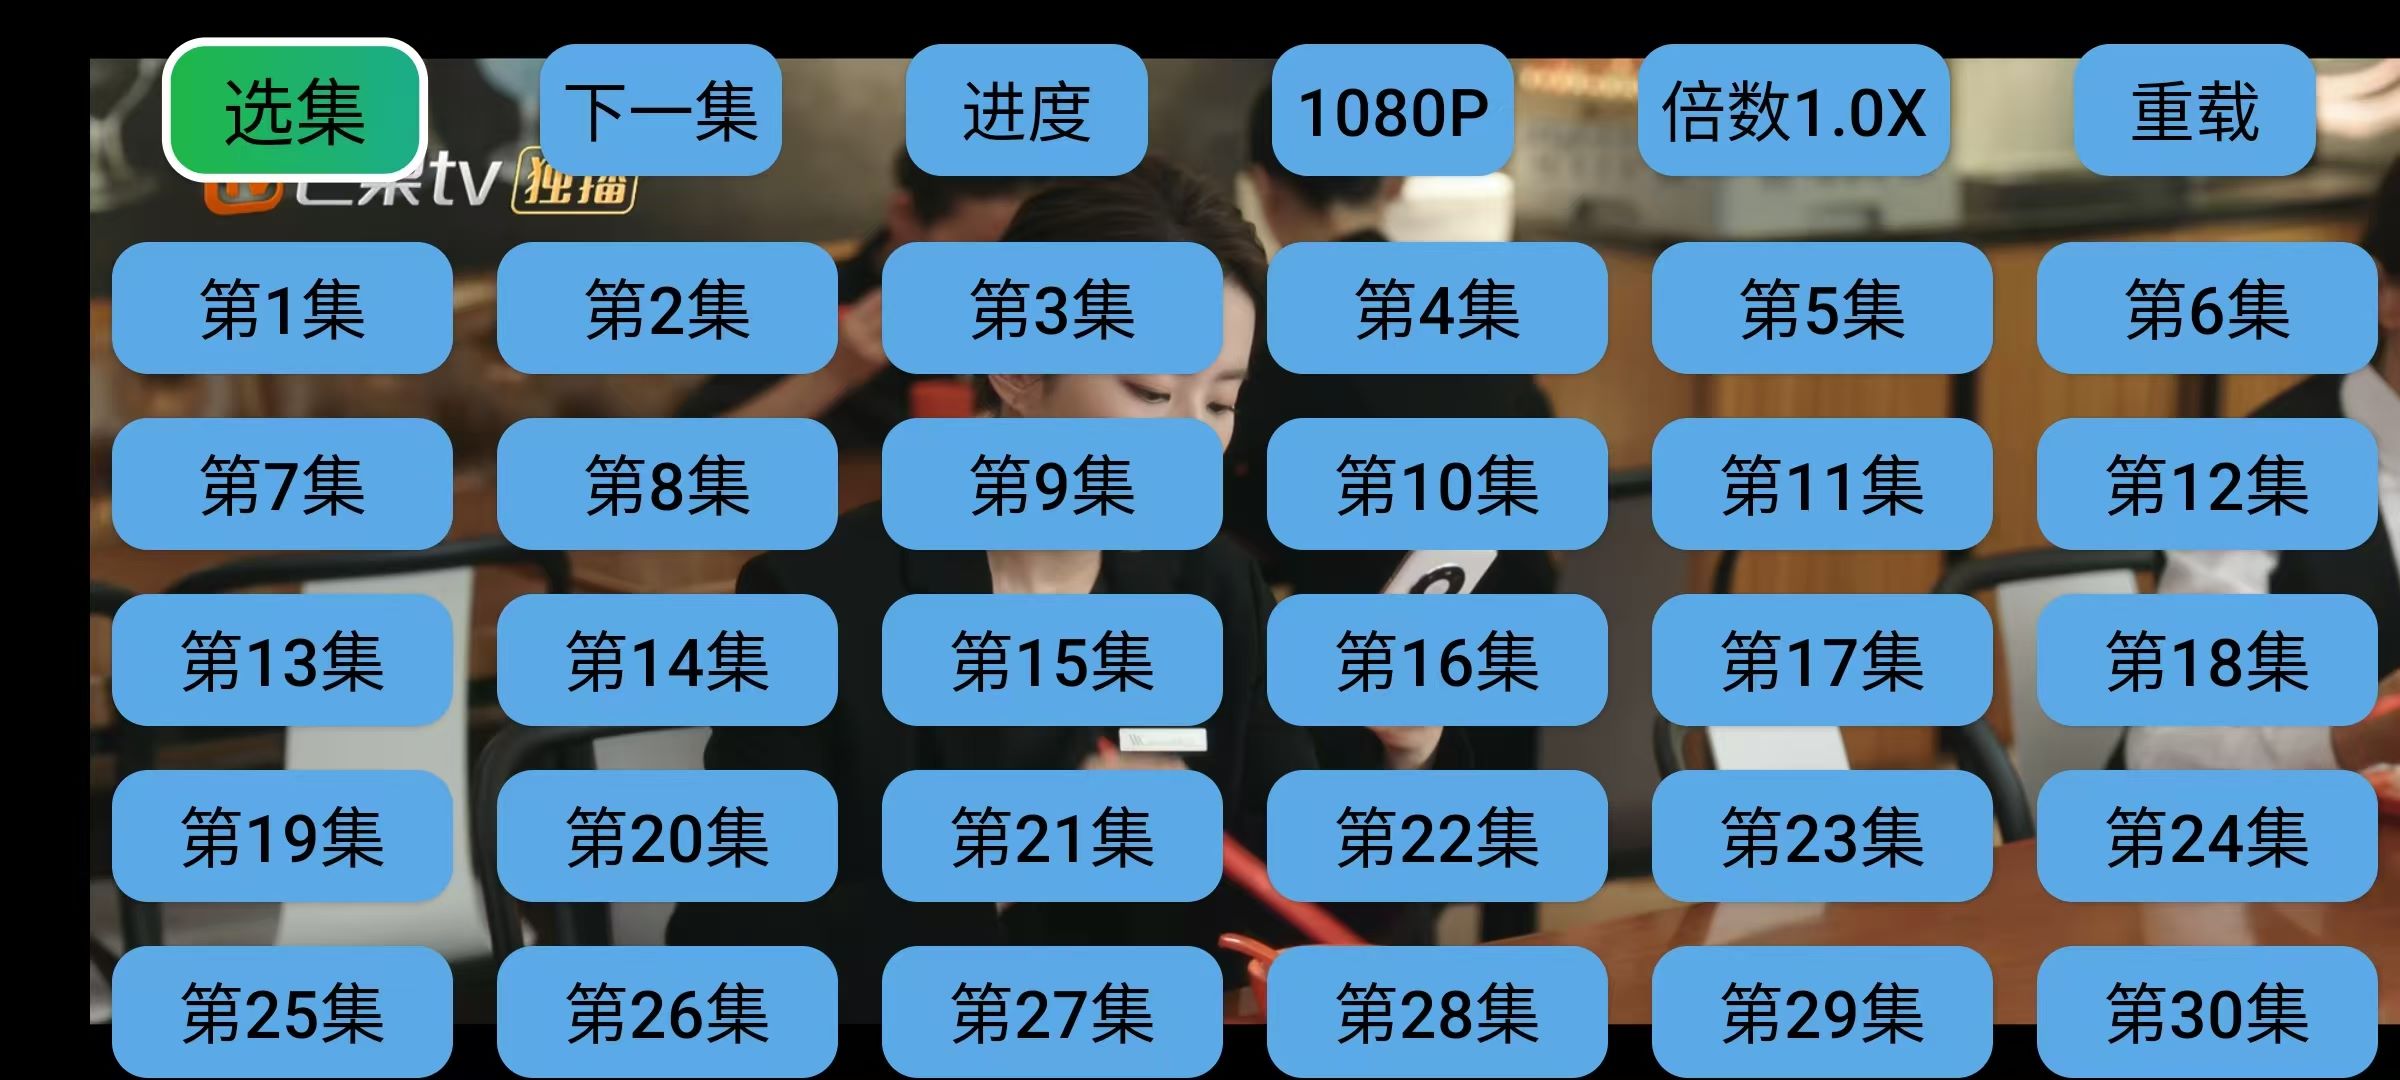 选集 下一集 进度 1080P 倍数1.0X 重载
芒果tv 独播
第1集 第2集 第3集 第4集 第5集 第6集
第7集 第8集 第9集 第10集 第11集 第12集
第13集 第14集 第15集 第16集 第17集 第18集
第19集 第20集 第21集 第22集 第23集 第24集
第25集 第26集 第27集 第28集 第29集 第30集